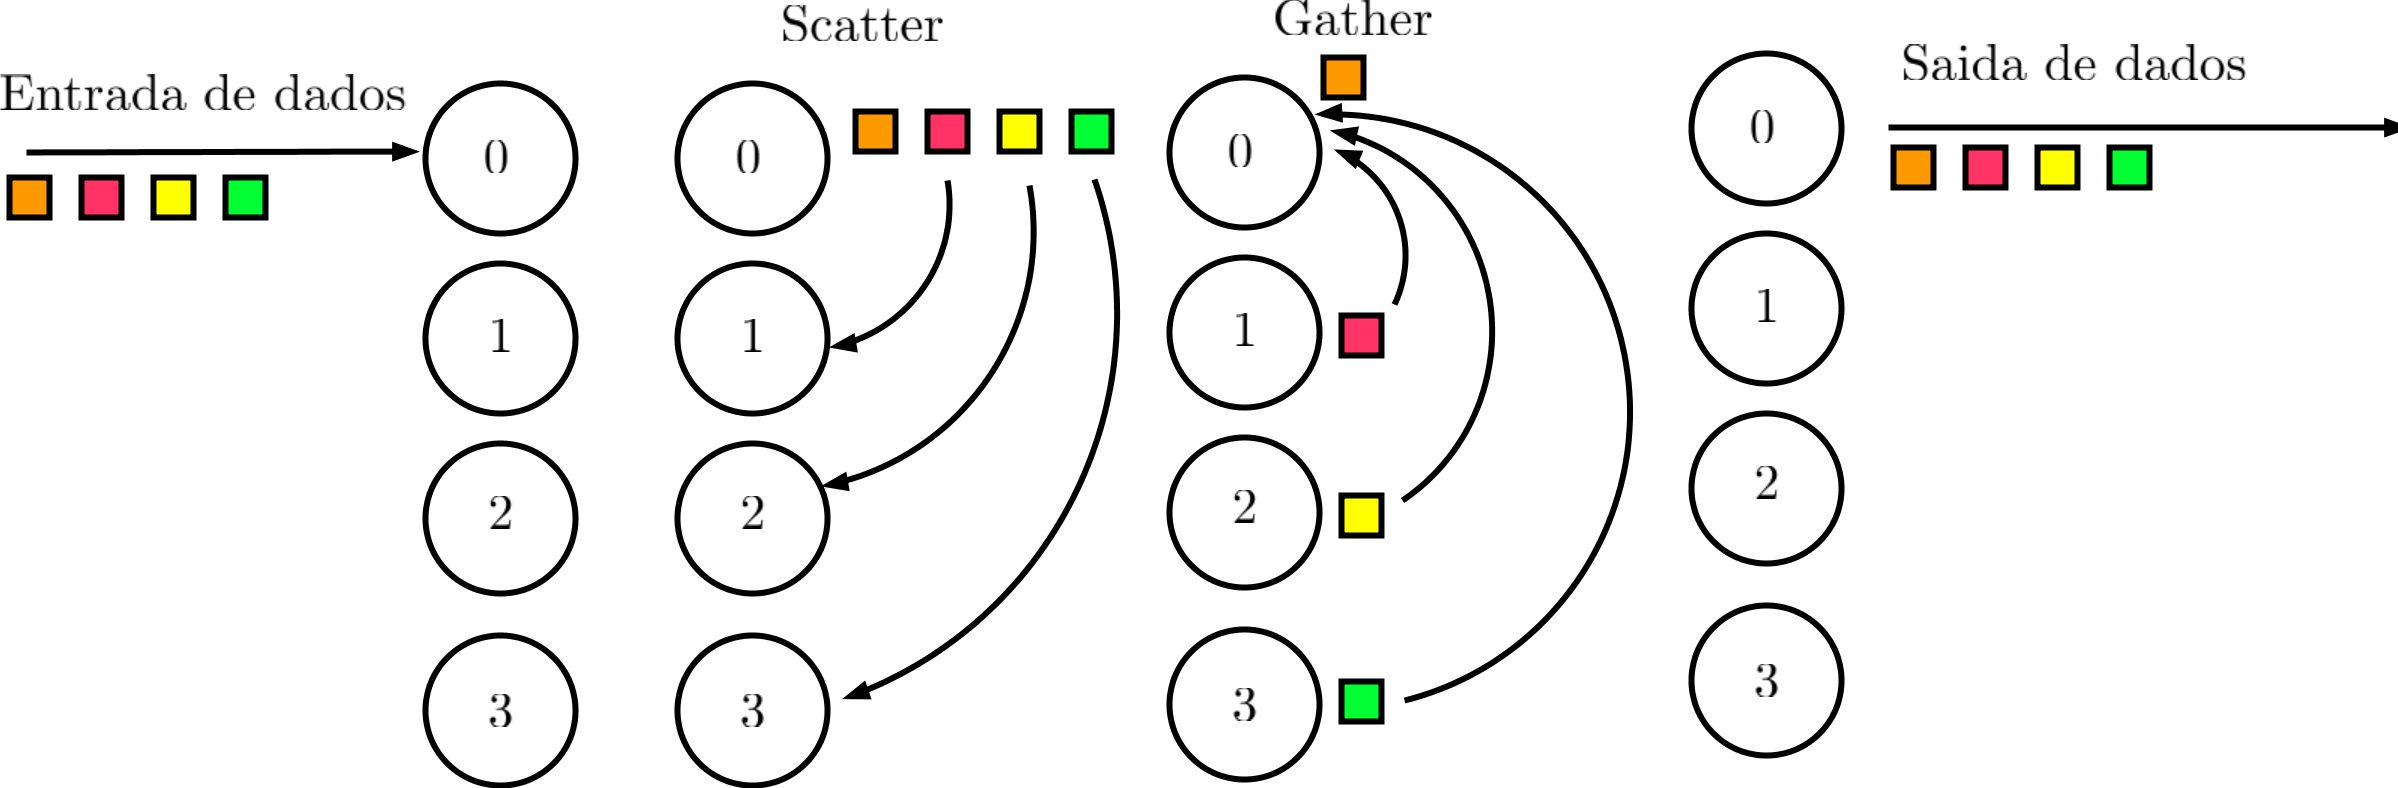 Scatter
Gather
Entrada de dados
Saida de dados
0 0 0 0
1 1 1 1
2 2 2 2
3 3 3 3